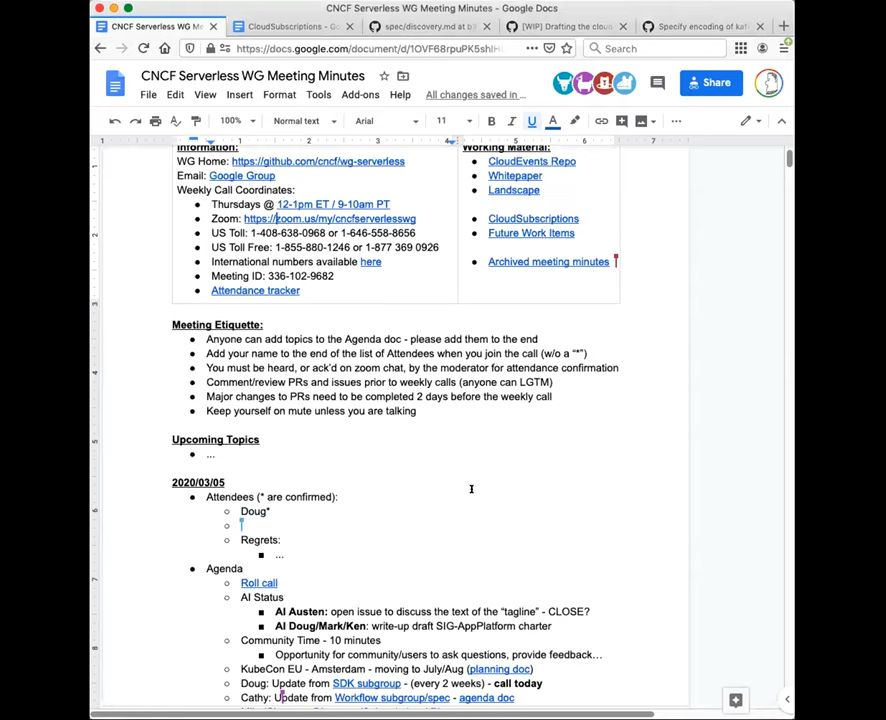 CNCF Serverless WG Meeting Minutes - Google Docs
CNCF Serverless WG Me
CloudSubscriptions - Go
spec/discovery.md at b
[WIP] Drafting the cloud
Specify encoding of kaf
https://docs.google.com/document/d/1OVF68rpuPK5shI
Search
CNCF Serverless WG Meeting Minutes
File Edit View Insert Format Tools Add-ons Help All changes saved in …
Share
100% Normal text Arial 11
Information:
WG Home: https://github.com/cncf/wg-serverless
Email: Google Group
Weekly Call Coordinates:
○ Thursdays @ 12-1pm ET / 9-10am PT
Zoom: https://zoom.us/my/cncfserverlesswg
US Toll: 1-408-638-0968 or 1-646-558-8656
US Toll Free: 1-855-880-1246 or 1-877 369 0926
International numbers available here
Meeting ID: 336-102-9682
Attendance tracker
Working Material:
CloudEvents Repo
Whitepaper
Landscape
CloudSubscriptions
Future Work Items
Archived meeting minutes
Meeting Etiquette:
Anyone can add topics to the Agenda doc - please add them to the end
Add your name to the end of the list of Attendees when you join the call (w/o a "*")
You must be heard, or ack'd on zoom chat, by the moderator for attendance confirmation
Comment/review PRs and issues prior to weekly calls (anyone can LGTM)
Major changes to PRs need to be completed 2 days before the weekly call
Keep yourself on mute unless you are talking
Upcoming Topics
...
2020/03/05
Attendees (* are confirmed):
Doug*
Regrets:
...
Agenda
Roll call
AI Status
AI Austen: open issue to discuss the text of the "tagline" - CLOSE?
AI Doug/Mark/Ken: write-up draft SIG-AppPlatform charter
Community Time - 10 minutes
Opportunity for community/users to ask questions, provide feedback…
KubeCon EU - Amsterdam - moving to July/Aug (planning doc)
Doug: Update from SDK subgroup - (every 2 weeks) - call today
Cathy: Update from Workflow subgroup/spec - agenda doc